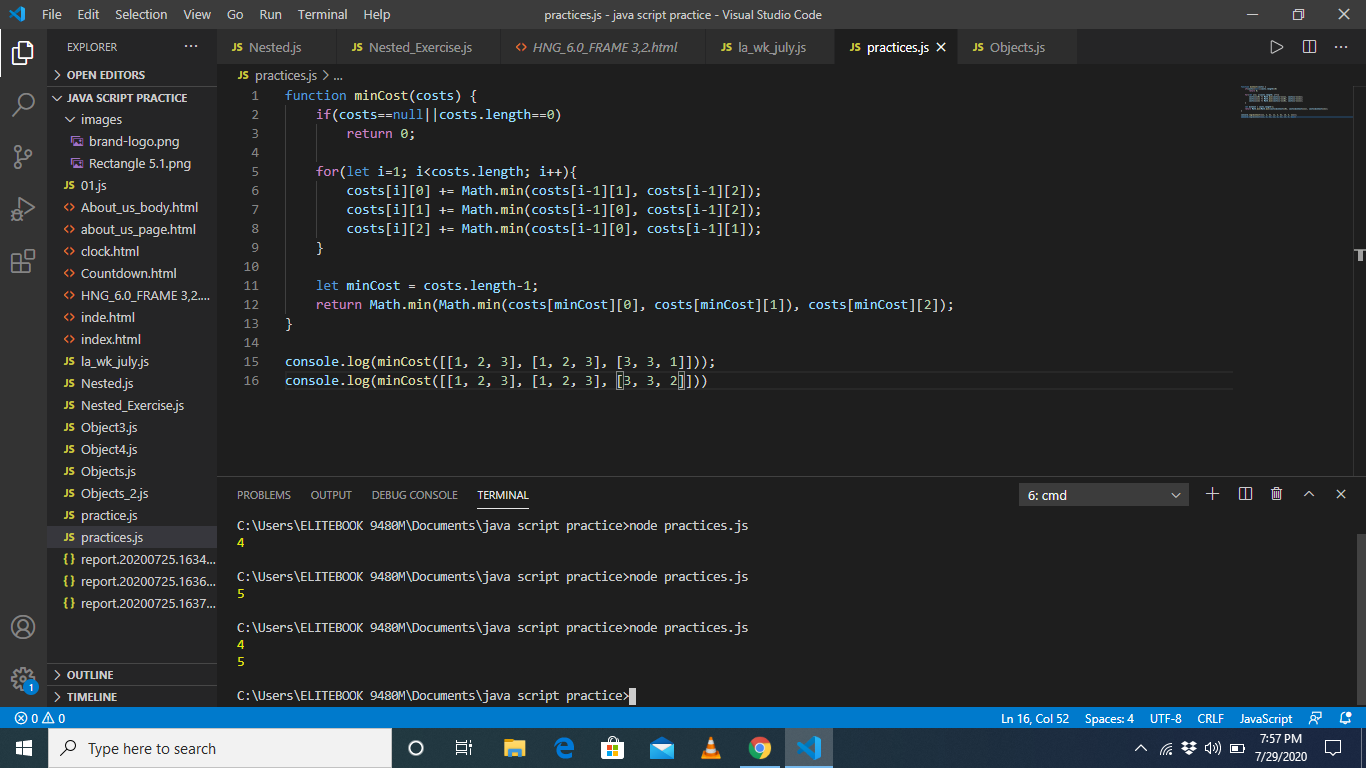 File Edit Selection View Go Run Terminal Help practices.js - java script practice - Visual Studio Code
EXPLORER ...
OPEN EDITORS
JAVA SCRIPT PRACTICE
images
brand-logo.png
Rectangle 5.1.png
JS 01.js
<> About_us_body.html
<> about_us_page.html
<> clock.html
<> Countdown.html
<> HNG_6.0_FRAME 3,2....
<> inde.html
<> index.html
JS la_wk_july.js
JS Nested.js
JS Nested_Exercise.js
JS Object3.js
JS Object4.js
JS Objects.js
JS Objects_2.js
JS practice.js
JS practices.js
{} report.20200725.1634...
{} report.20200725.1636...
{} report.20200725.1637...
OUTLINE
TIMELINE
1
JS Nested.js JS Nested_Exercise.js <> HNG_6.0_FRAME 3,2.html JS la_wk_july.js JS practices.js JS Objects.js ...
JS practices.js > ...
1 function minCost(costs) {
2 if(costs==null||costs.length==0)
3 return 0;
4
5 for(let i=1; i<costs.length; i++){
6 costs[i][0] += Math.min(costs[i-1][1], costs[i-1][2]);
7 costs[i][1] += Math.min(costs[i-1][0], costs[i-1][2]);
8 costs[i][2] += Math.min(costs[i-1][0], costs[i-1][1]);
9 }
10
11 let minCost = costs.length-1;
12 return Math.min(Math.min(costs[minCost][0], costs[minCost][1]), costs[minCost][2]);
13 }
14
15 console.log(minCost([[1, 2, 3], [1, 2, 3], [3, 3, 1]]));
16 console.log(minCost([[1, 2, 3], [1, 2, 3], [3, 3, 2]]))
PROBLEMS OUTPUT DEBUG CONSOLE TERMINAL 6: cmd
C:\Users\ELITEBOOK 9480M\Documents\java script practice>node practices.js
4
C:\Users\ELITEBOOK 9480M\Documents\java script practice>node practices.js
5
C:\Users\ELITEBOOK 9480M\Documents\java script practice>node practices.js
4
5
C:\Users\ELITEBOOK 9480M\Documents\java script practice>
0 0 Ln 16, Col 52 Spaces: 4 UTF-8 CRLF JavaScript
Type here to search
7:57 PM
7/29/2020